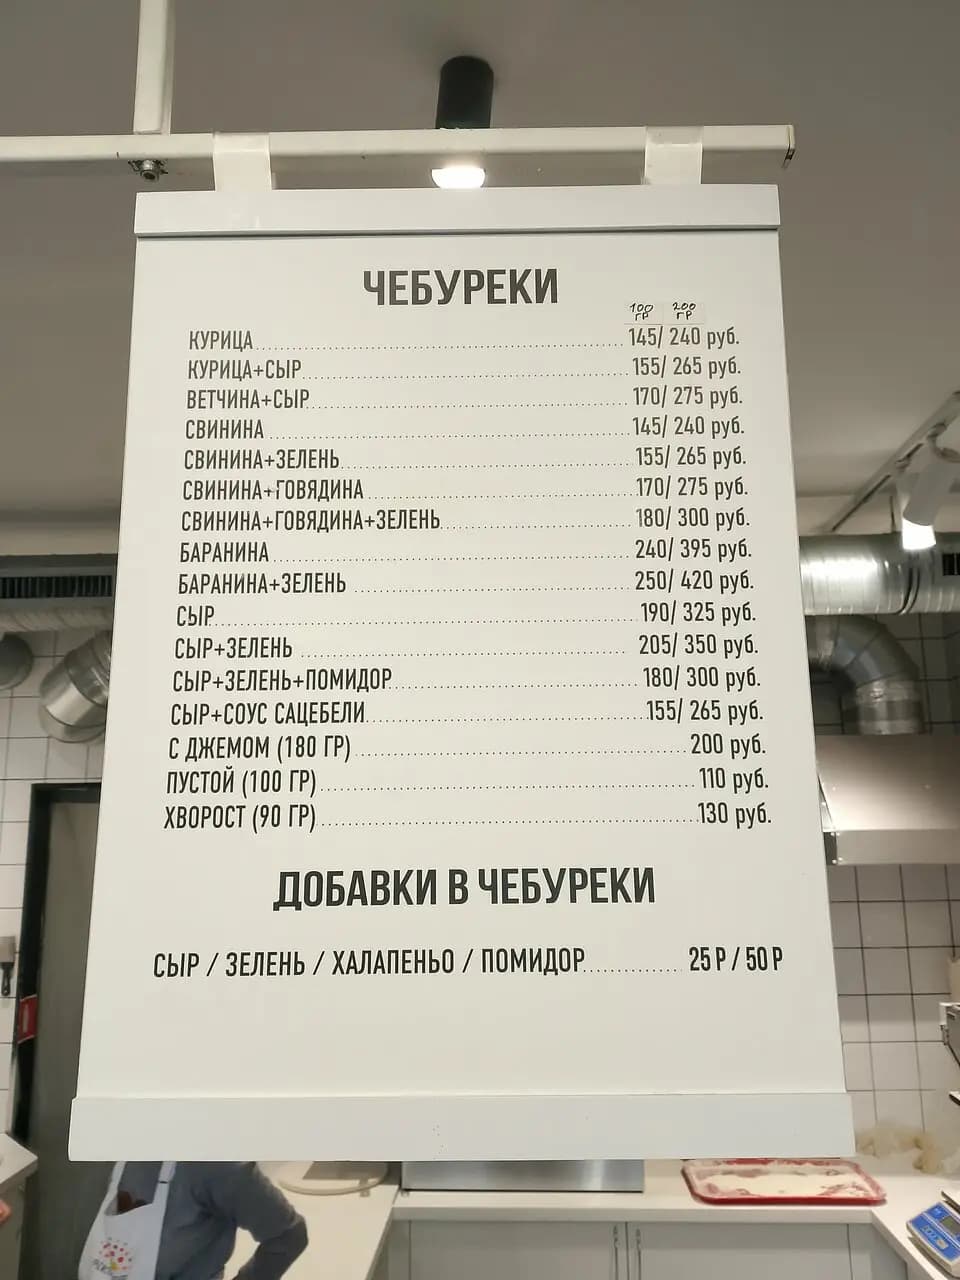 ЧЕБУРЕКИ
100 ГР 200 ГР
КУРИЦА 145/ 240 руб.
КУРИЦА+СЫР 155/ 265 руб.
ВЕТЧИНА+СЫР 170/ 275 руб.
СВИНИНА 145/ 240 руб.
СВИНИНА+ЗЕЛЕНЬ 155/ 265 руб.
СВИНИНА+ГОВЯДИНА 170/ 275 руб.
СВИНИНА+ГОВЯДИНА+ЗЕЛЕНЬ 180/ 300 руб.
БАРАНИНА 240/ 395 руб.
БАРАНИНА+ЗЕЛЕНЬ 250/ 420 руб.
СЫР 190/ 325 руб.
СЫР+ЗЕЛЕНЬ 205/ 350 руб.
СЫР+ЗЕЛЕНЬ+ПОМИДОР 180/ 300 руб.
СЫР+СОУС САЦЕБЕЛИ 155/ 265 руб.
С ДЖЕМОМ (180 ГР) 200 руб.
ПУСТОЙ (100 ГР) 110 руб.
ХВОРОСТ (90 ГР) 130 руб.
ДОБАВКИ В ЧЕБУРЕКИ
СЫР / ЗЕЛЕНЬ / ХАЛАПЕНЬО / ПОМИДОР 25 Р / 50 Р